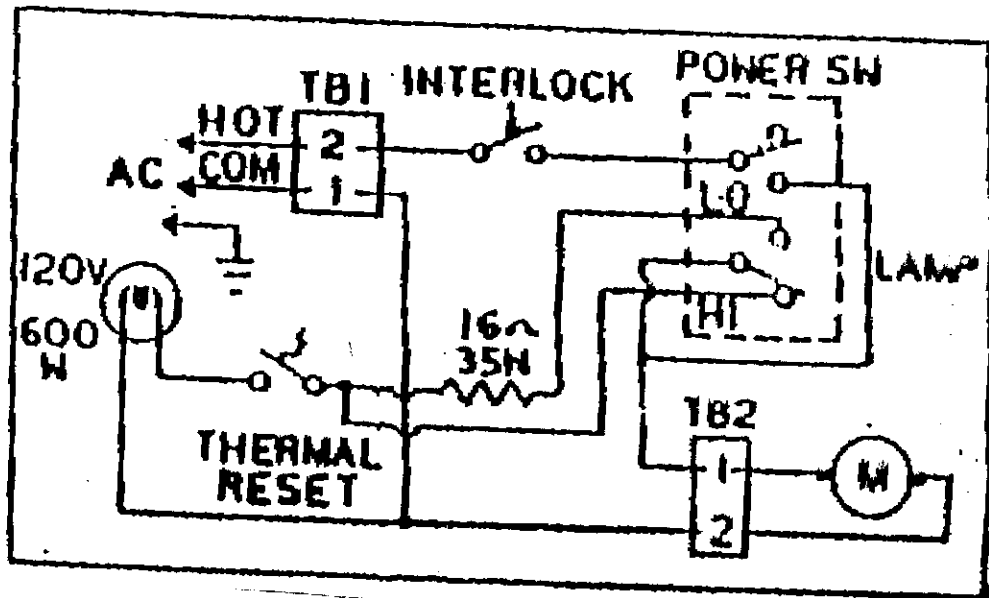 POWER SW
INTERLOCK
TB1
HOT
2
AC
COM
1
LO
LAMP
120V
HI
600
W
16Ω
35W
TB2
THERMAL
RESET
1
M
2